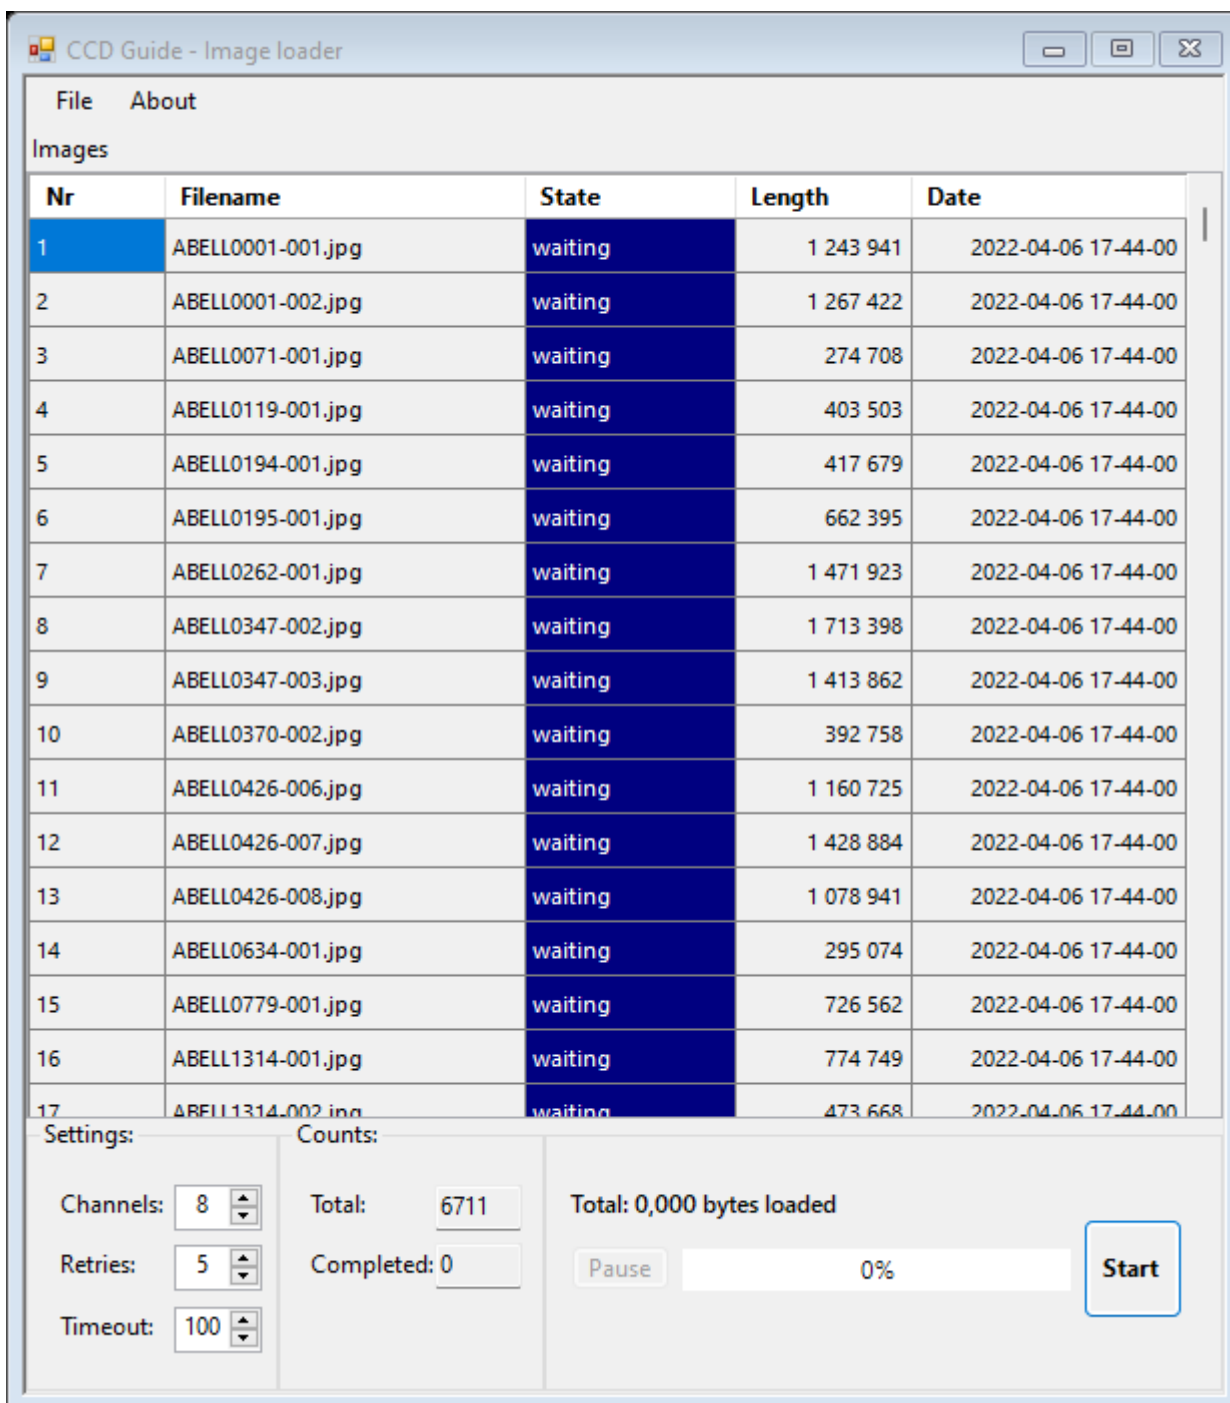 CCD Guide - Image loader
File About
Images
Nr Filename State Length Date
1 ABELL0001-001.jpg waiting 1 243 941 2022-04-06 17-44-00
2 ABELL0001-002.jpg waiting 1 267 422 2022-04-06 17-44-00
3 ABELL0071-001.jpg waiting 274 708 2022-04-06 17-44-00
4 ABELL0119-001.jpg waiting 403 503 2022-04-06 17-44-00
5 ABELL0194-001.jpg waiting 417 679 2022-04-06 17-44-00
6 ABELL0195-001.jpg waiting 662 395 2022-04-06 17-44-00
7 ABELL0262-001.jpg waiting 1 471 923 2022-04-06 17-44-00
8 ABELL0347-002.jpg waiting 1 713 398 2022-04-06 17-44-00
9 ABELL0347-003.jpg waiting 1 413 862 2022-04-06 17-44-00
10 ABELL0370-002.jpg waiting 392 758 2022-04-06 17-44-00
11 ABELL0426-006.jpg waiting 1 160 725 2022-04-06 17-44-00
12 ABELL0426-007.jpg waiting 1 428 884 2022-04-06 17-44-00
13 ABELL0426-008.jpg waiting 1 078 941 2022-04-06 17-44-00
14 ABELL0634-001.jpg waiting 295 074 2022-04-06 17-44-00
15 ABELL0779-001.jpg waiting 726 562 2022-04-06 17-44-00
16 ABELL1314-001.jpg waiting 774 749 2022-04-06 17-44-00
17 ABELL1314-002.jpg waiting 473 668 2022-04-06 17-44-00
Settings: Counts:
Channels: 8 Total: 6711 Total: 0,000 bytes loaded
Retries: 5 Completed: 0 Pause 0% Start
Timeout: 100